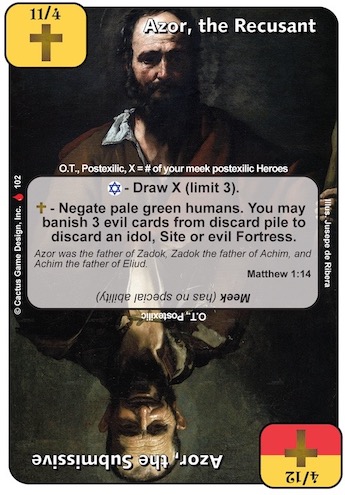 11/4
Azor, the Recusant
O.T., Postexilic, X = # of your meek postexilic Heroes
- Draw X (limit 3).
- Negate pale green humans. You may
banish 3 evil cards from discard pile to
discard an idol, Site or evil Fortress.
Azor was the father of Zadok, Zadok the father of Achim, and
Achim the father of Eliud.
Matthew 1:14
© Cactus Game Design, Inc. 102
Illus. Jusepe de Ribera
Meek (has no special ability)
O.T., Postexilic
Azor, the Submissive
4/12